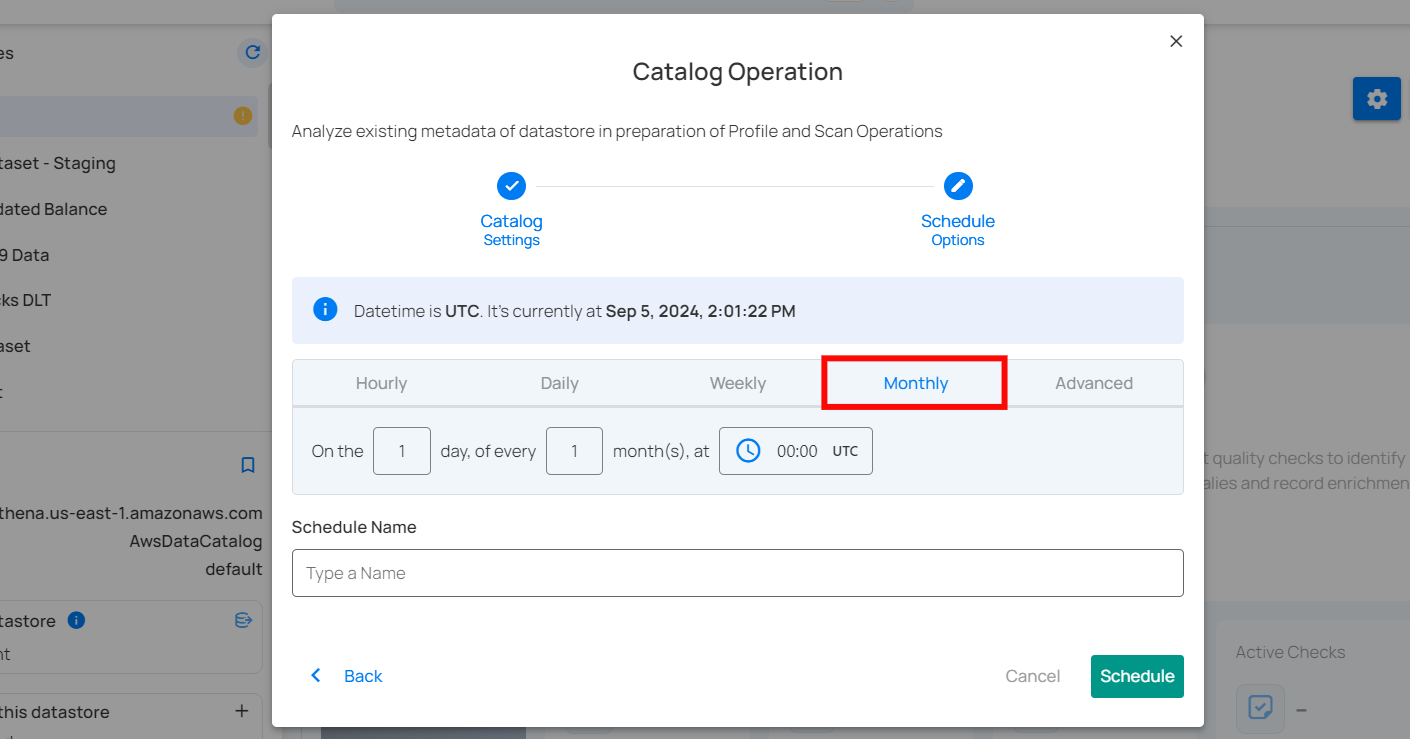 Catalog Operation
Analyze existing metadata of datastore in preparation of Profile and Scan Operations
Catalog
Settings
Schedule
Options
Datetime is UTC. It's currently at Sep 5, 2024, 2:01:22 PM
Hourly Daily Weekly Monthly Advanced
On the 1 day, of every 1 month(s), at 00:00 UTC
Schedule Name
Type a Name
Back
Cancel Schedule
es
taset - Staging
dated Balance
9 Data
cks DLT
aset
t
thena.us-east-1.amazonaws.com
AwsDataCatalog
default
tastore
nt
this datastore
t quality checks to identify
alies and record enrichmen
Active Checks
–